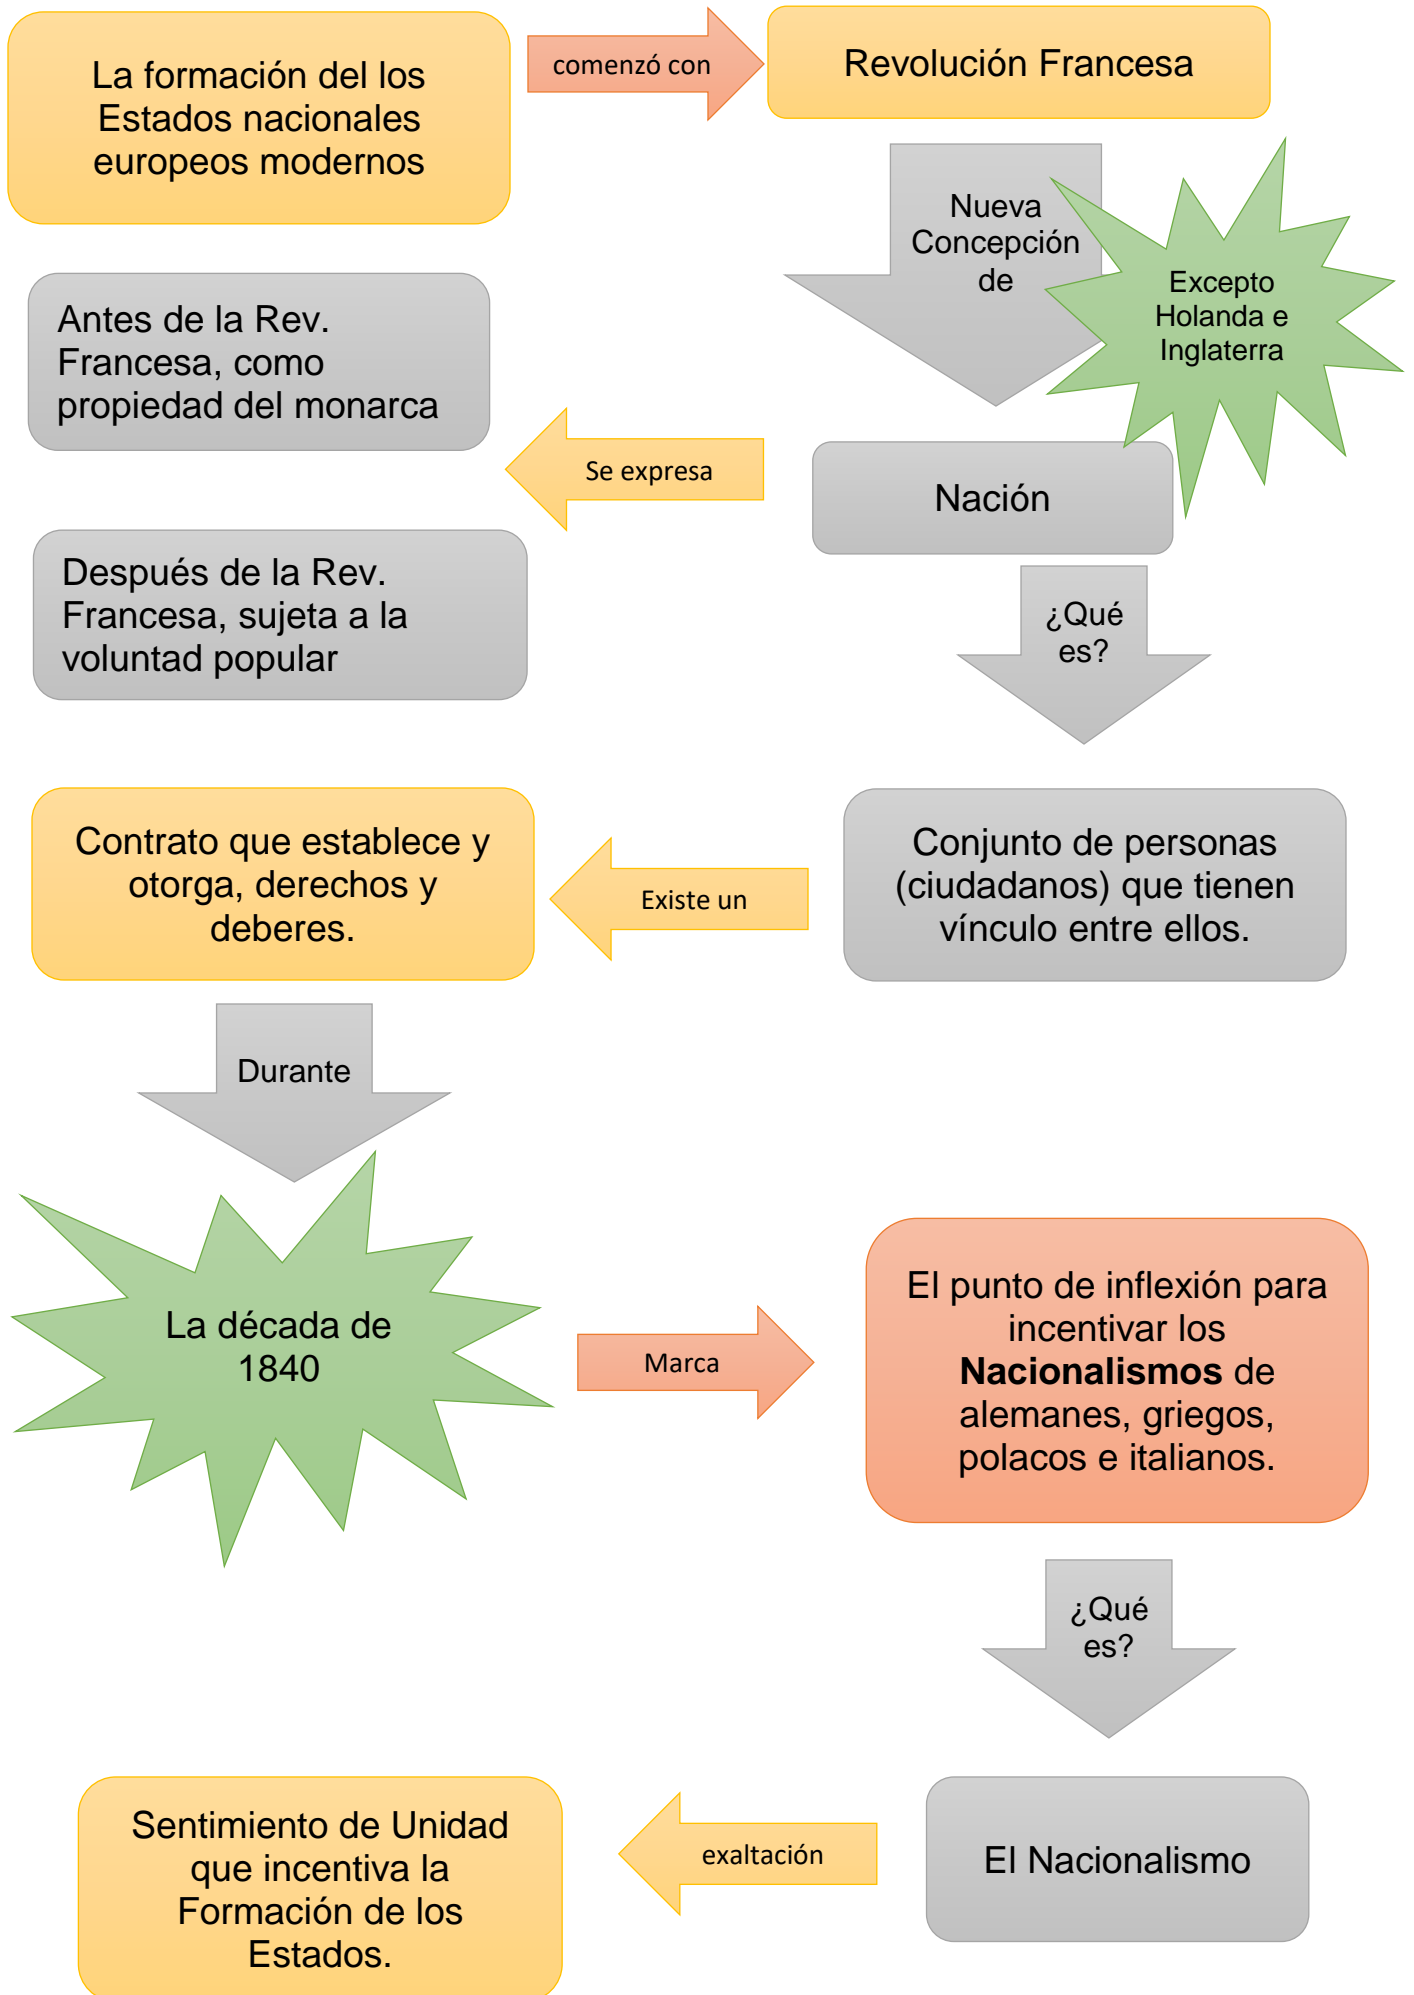 La formación del los
Estados nacionales
europeos modernos
comenzó con
Revolución Francesa
Nueva
Concepción
de
Excepto
Holanda e
Inglaterra
Antes de la Rev.
Francesa, como
propiedad del monarca
Se expresa
Nación
Después de la Rev.
Francesa, sujeta a la
voluntad popular
¿Qué
es?
Conjunto de personas
(ciudadanos) que tienen
vínculo entre ellos.
Existe un
Contrato que establece y
otorga, derechos y
deberes.
Durante
La década de
1840
Marca
El punto de inflexión para
incentivar los
Nacionalismos de
alemanes, griegos,
polacos e italianos.
¿Qué
es?
El Nacionalismo
exaltación
Sentimiento de Unidad
que incentiva la
Formación de los
Estados.